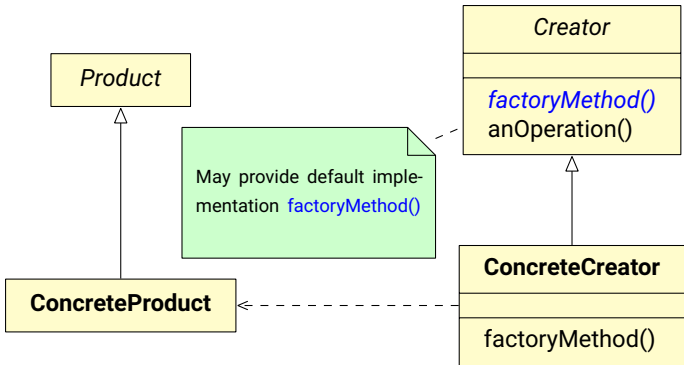 Creator
Product
factoryMethod()
anOperation()
May provide default imple-
mentation factoryMethod()
ConcreteCreator
ConcreteProduct
factoryMethod()